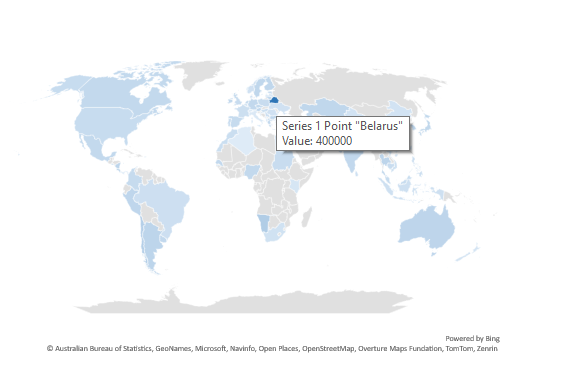 Series 1 Point "Belarus"
Value: 400000
Powered by Bing
© Australian Bureau of Statistics, GeoNames, Microsoft, Navinfo, Open Places, OpenStreetMap, Overture Maps Fundation, TomTom, Zenrin